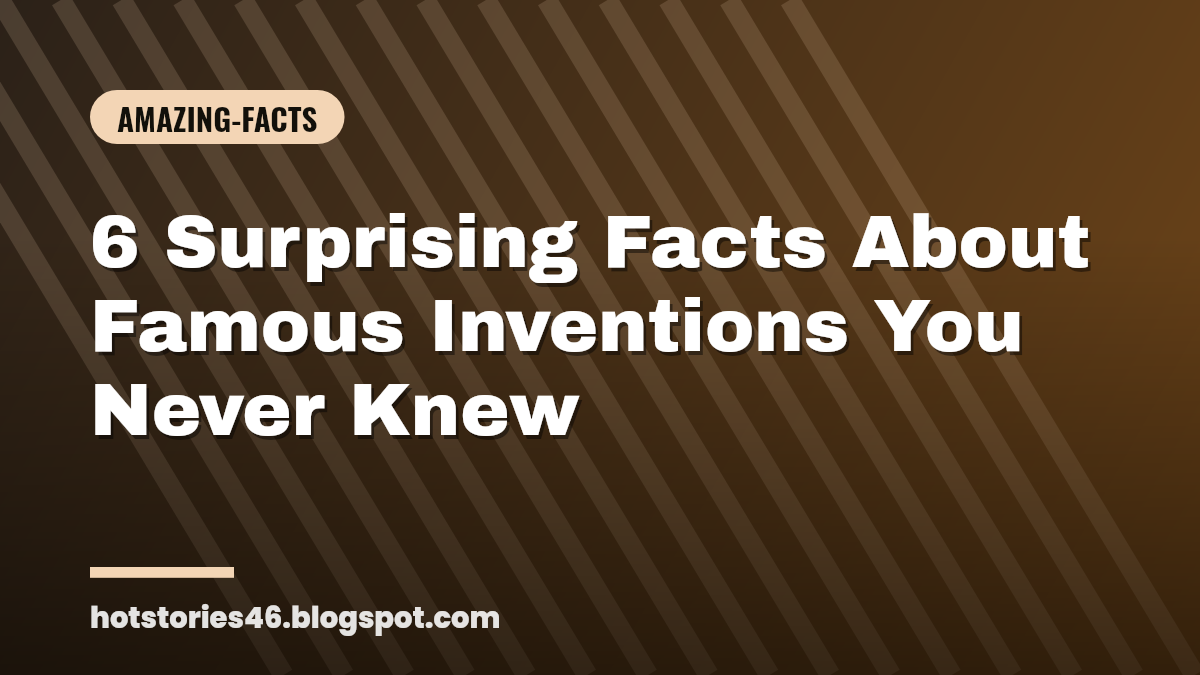 AMAZING-FACTS
6 Surprising Facts About
Famous Inventions You
Never Knew
hotstories46.blogspot.com